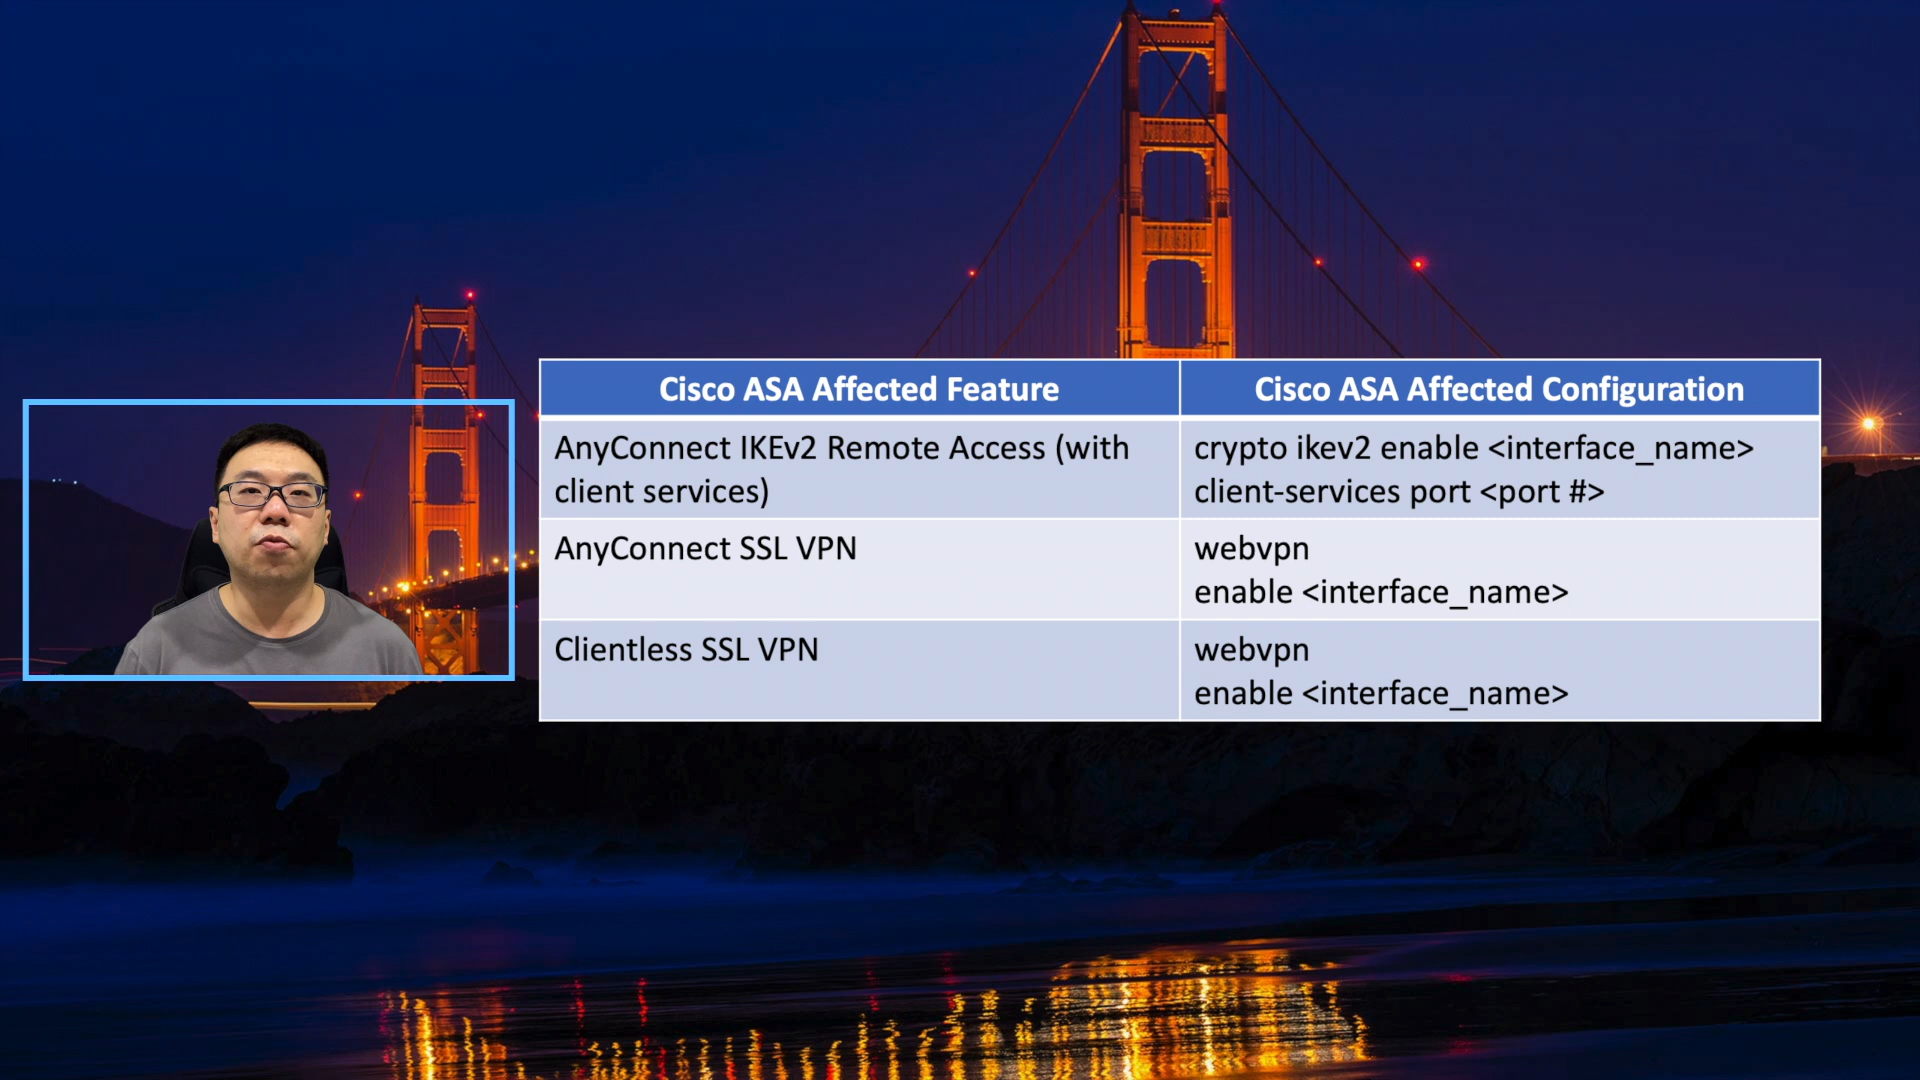 Cisco ASA Affected Feature
Cisco ASA Affected Configuration
AnyConnect IKEv2 Remote Access (with
client services)
crypto ikev2 enable <interface_name>
client-services port <port #>
AnyConnect SSL VPN
webvpn
enable <interface_name>
Clientless SSL VPN
webvpn
enable <interface_name>